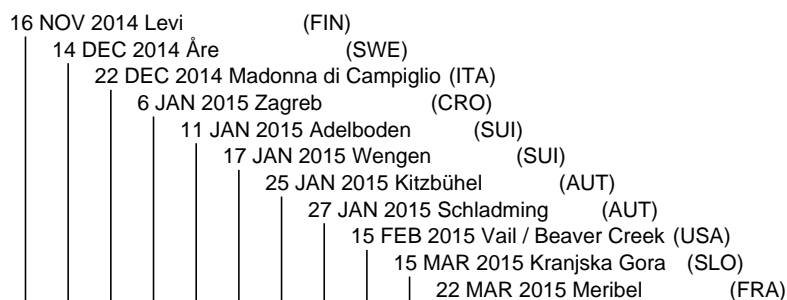 16 NOV 2014 Levi (FIN)
14 DEC 2014 Åre (SWE)
22 DEC 2014 Madonna di Campiglio (ITA)
6 JAN 2015 Zagreb (CRO)
11 JAN 2015 Adelboden (SUI)
17 JAN 2015 Wengen (SUI)
25 JAN 2015 Kitzbühel (AUT)
27 JAN 2015 Schladming (AUT)
15 FEB 2015 Vail / Beaver Creek (USA)
15 MAR 2015 Kranjska Gora (SLO)
22 MAR 2015 Meribel (FRA)